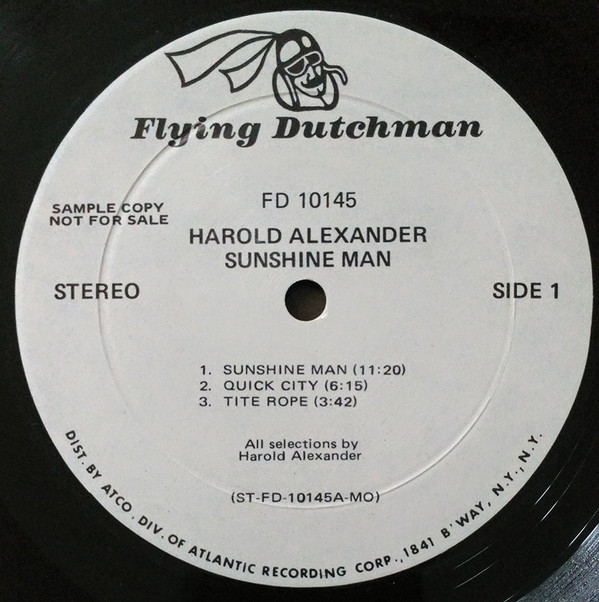 Flying Dutchman
FD 10145
SAMPLE COPY
NOT FOR SALE
HAROLD ALEXANDER
SUNSHINE MAN
STEREO
SIDE 1
1. SUNSHINE MAN (11:20)
2. QUICK CITY (6:15)
3. TITE ROPE (3:42)
All selections by
Harold Alexander
(ST-FD-10145A-MO)
DIST. BY ATCO, DIV. OF ATLANTIC RECORDING CORP., 1841 B'WAY, N.Y., N.Y.